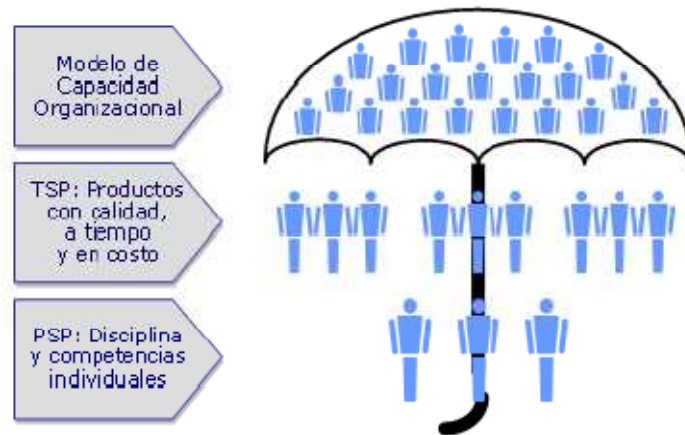 Modelo de
Capacidad
Organizacional
TSP: Productos
con calidad,
a tiempo
y en costo
PSP: Disciplina
y competencias
individuales